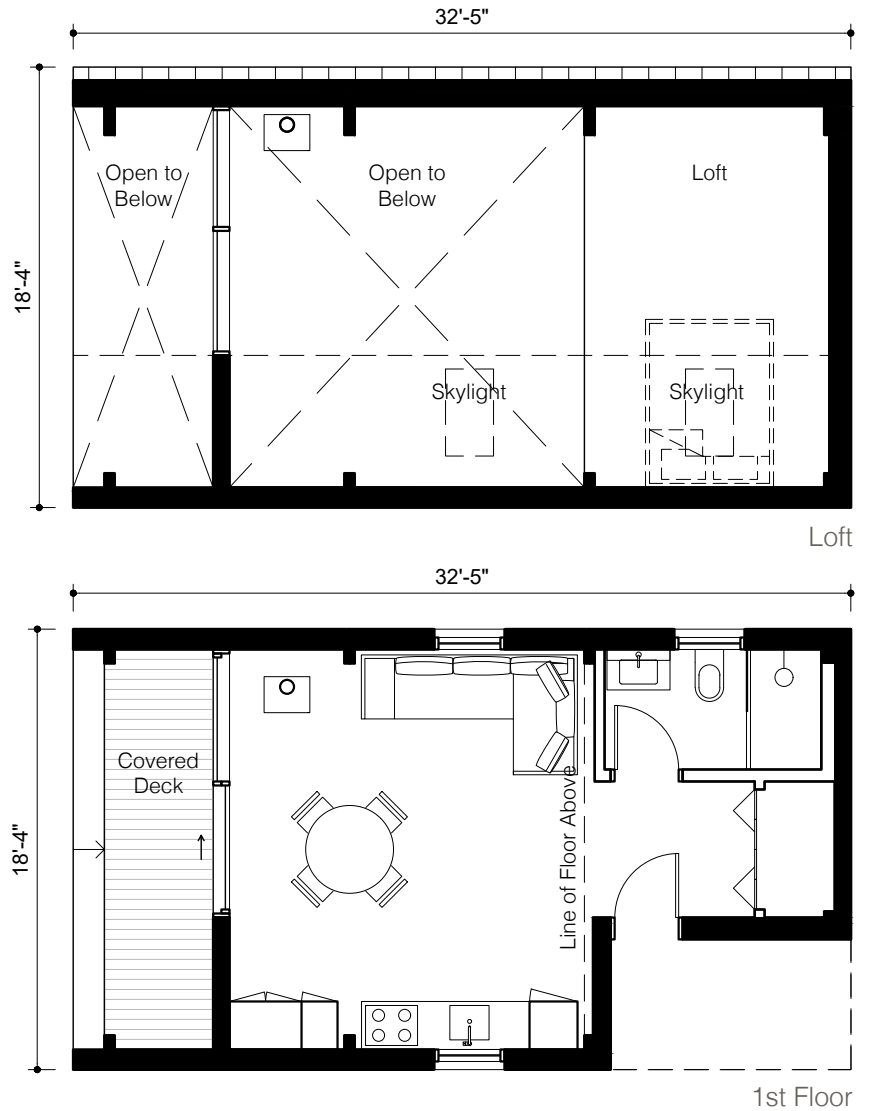 32'-5"
18'-4"
Open to
Below
Open to
Below
Loft
Skylight
Skylight
Loft
32'-5"
18'-4"
Covered
Deck
Line of Floor Above
1st Floor